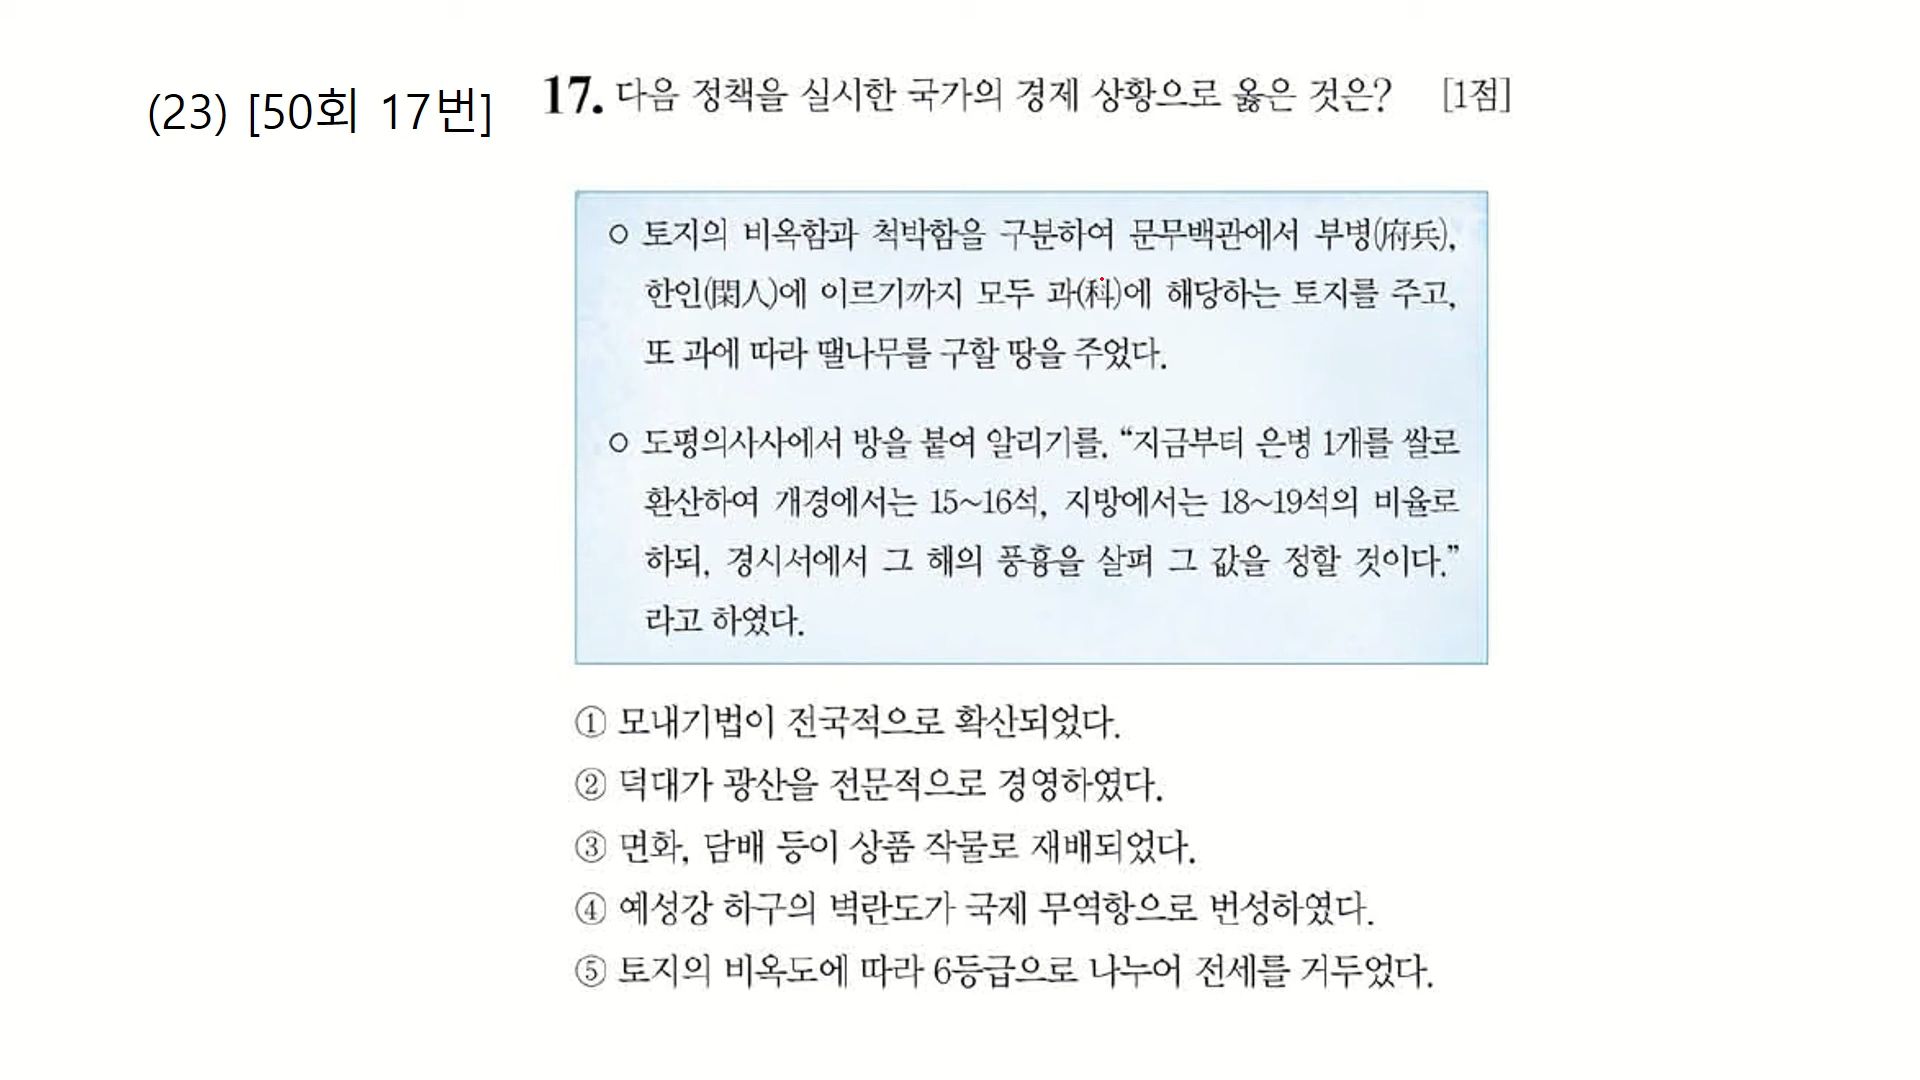 (23) [50회 17번]
17. 다음 정책을 실시한 국가의 경제 상황으로 옳은 것은? [1점]
○ 토지의 비옥함과 척박함을 구분하여 문무백관에서 부병(府兵),
한인(閑人)에 이르기까지 모두 과(科)에 해당하는 토지를 주고,
또 과에 따라 땔나무를 구할 땅을 주었다.
○ 도평의사사에서 방을 붙여 알리기를, “지금부터 은병 1개를 쌀로
환산하여 개경에서는 15~16석, 지방에서는 18~19석의 비율로
하되, 경시서에서 그 해의 풍흉을 살펴 그 값을 정할 것이다.”
라고 하였다.
① 모내기법이 전국적으로 확산되었다.
② 덕대가 광산을 전문적으로 경영하였다.
③ 면화, 담배 등이 상품 작물로 재배되었다.
④ 예성강 하구의 벽란도가 국제 무역항으로 번성하였다.
⑤ 토지의 비옥도에 따라 6등급으로 나누어 전세를 거두었다.